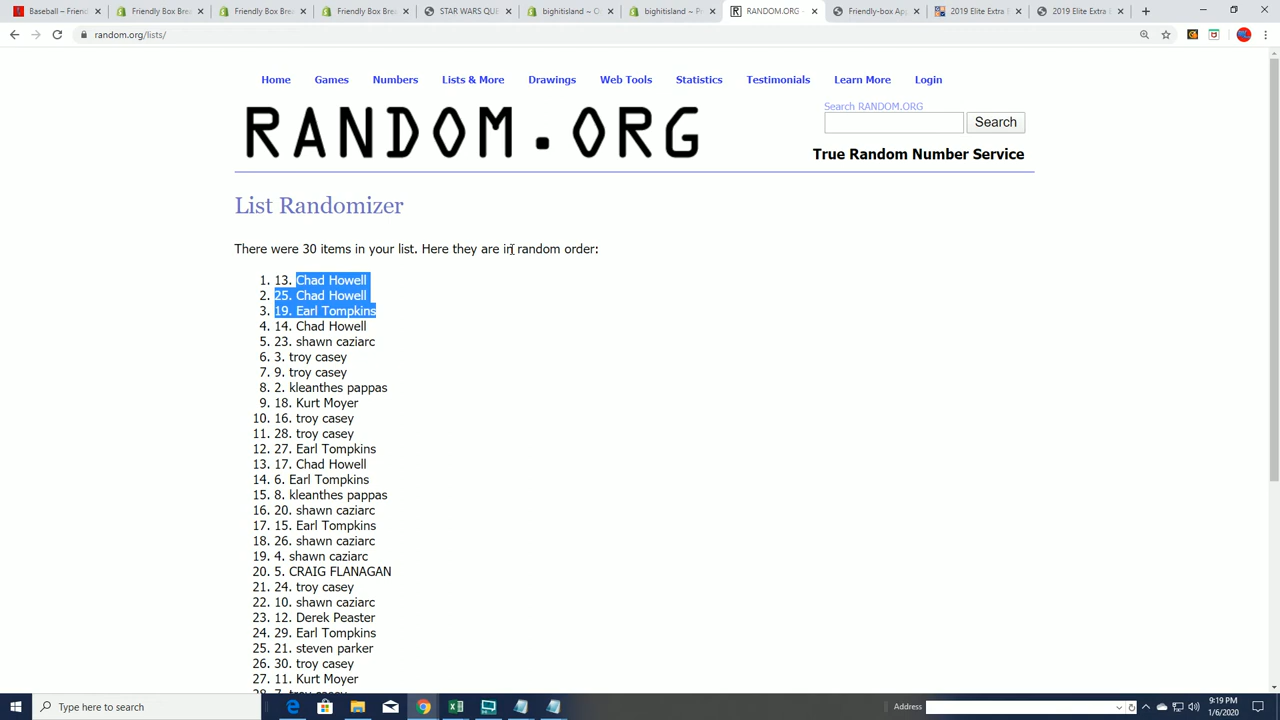 Baseball – Friend
Friendly Box Bre
Friendly Box Bre
Friendly Box Bre
STAR WARS QUE
bightitisland ~ P
RANDOM.ORG -
Friendly-box Ap
2019 Elite Extra
2019 Elite Extra
random.org/lists/
Home Games Numbers Lists & More Drawings Web Tools Statistics Testimonials Learn More Login
RANDOM.ORG
Search RANDOM.ORG
Search
True Random Number Service
List Randomizer
There were 30 items in your list. Here they are in random order:
1. 13. Chad Howell
2. 25. Chad Howell
3. 19. Earl Tompkins
4. 14. Chad Howell
5. 23. shawn caziarc
6. 3. troy casey
7. 9. troy casey
8. 2. kleanthes pappas
9. 18. Kurt Moyer
10. 16. troy casey
11. 28. troy casey
12. 27. Earl Tompkins
13. 17. Chad Howell
14. 6. Earl Tompkins
15. 8. kleanthes pappas
16. 20. shawn caziarc
17. 15. Earl Tompkins
18. 26. shawn caziarc
19. 4. shawn caziarc
20. 5. CRAIG FLANAGAN
21. 24. troy casey
22. 10. shawn caziarc
23. 12. Derek Peaster
24. 29. Earl Tompkins
25. 21. steven parker
26. 30. troy casey
27. 11. Kurt Moyer
28. 7. troy casey
Type here to search
Address
9:19 PM
1/6/2020